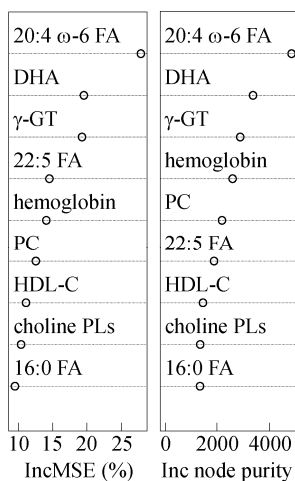 20:4 ω-6 FA
DHA
γ-GT
22:5 FA
hemoglobin
PC
HDL-C
choline PLs
16:0 FA
10 15 20 25
IncMSE (%)
20:4 ω-6 FA
DHA
γ-GT
hemoglobin
PC
22:5 FA
HDL-C
choline PLs
16:0 FA
0 2000 4000
Inc node purity